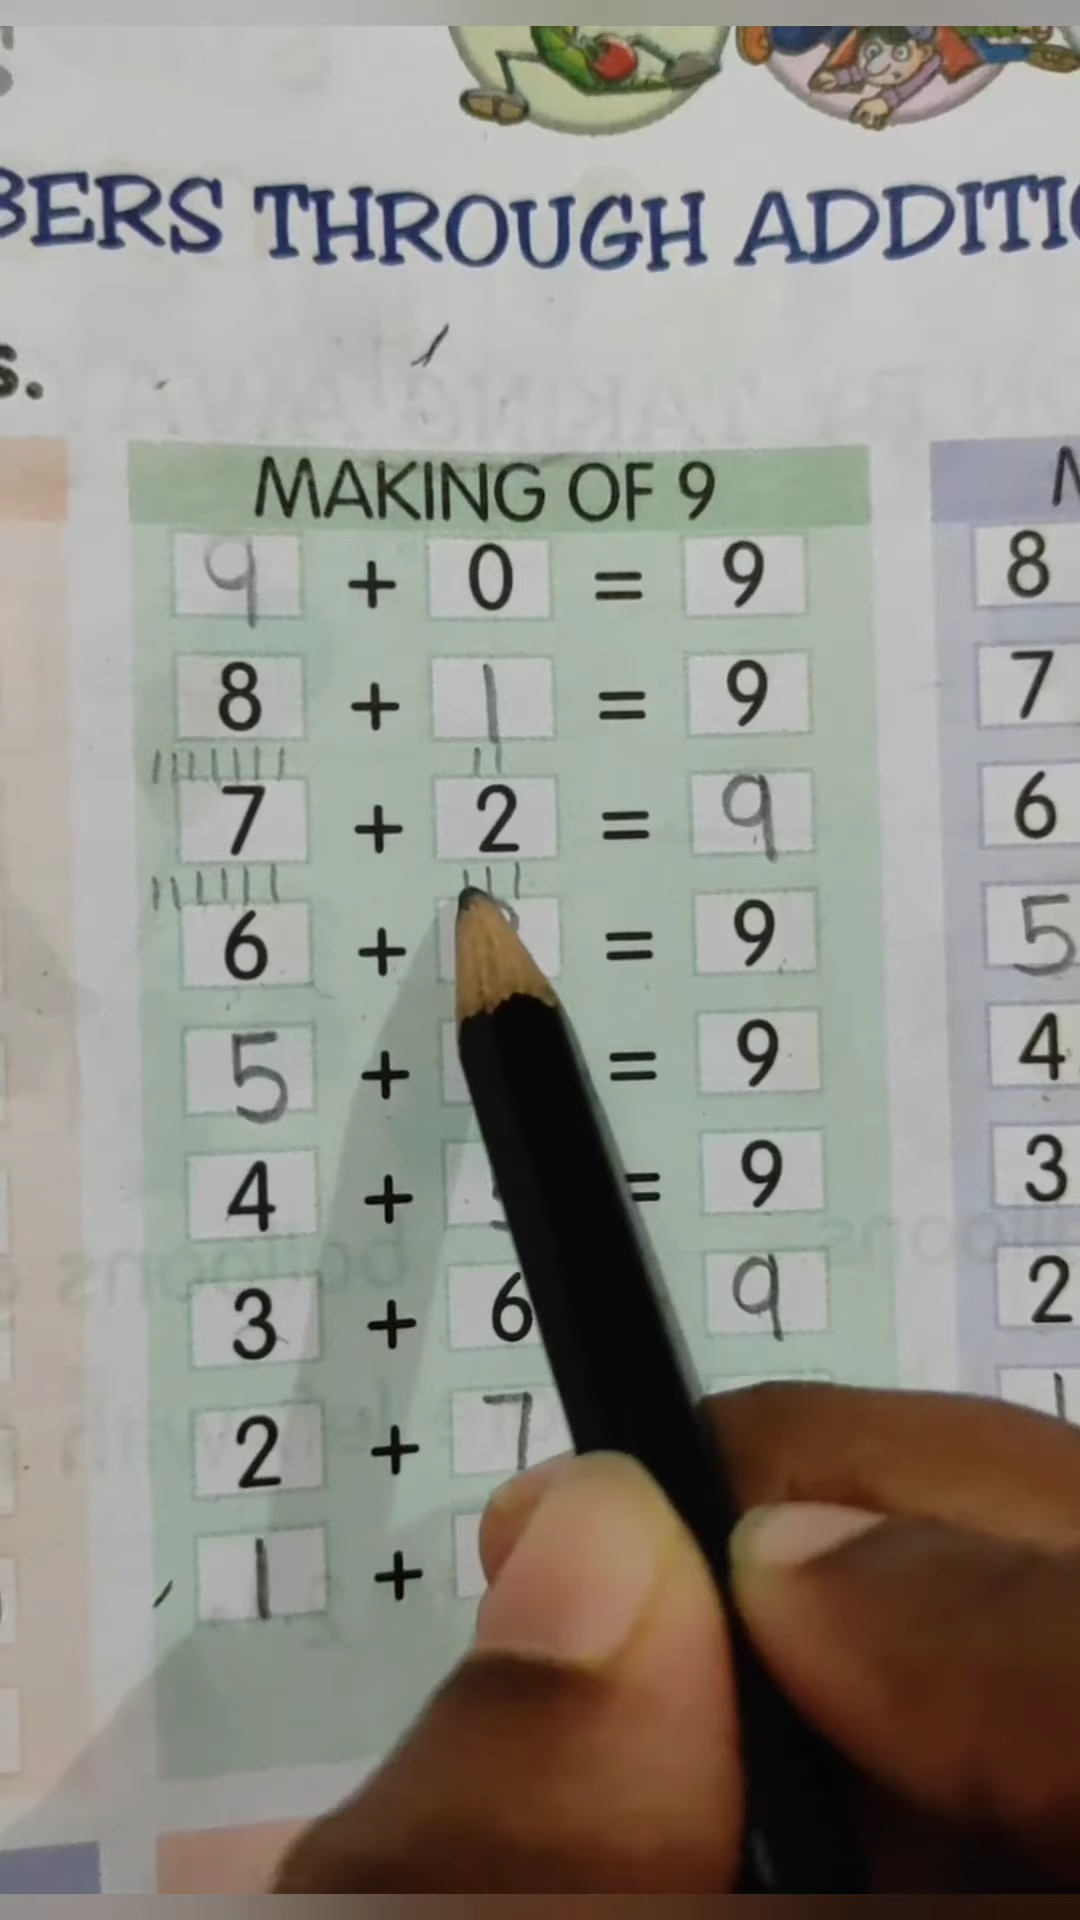 BERS THROUGH ADDITI
s.
MAKING OF 9
9 + 0 = 9
8 + 1 = 9
7 + 2 = 9
6 + = 9
5 + = 9
4 + = 9
3 + 6 9
2 + 7
1 +
8
7
6
5
4
3
2
1